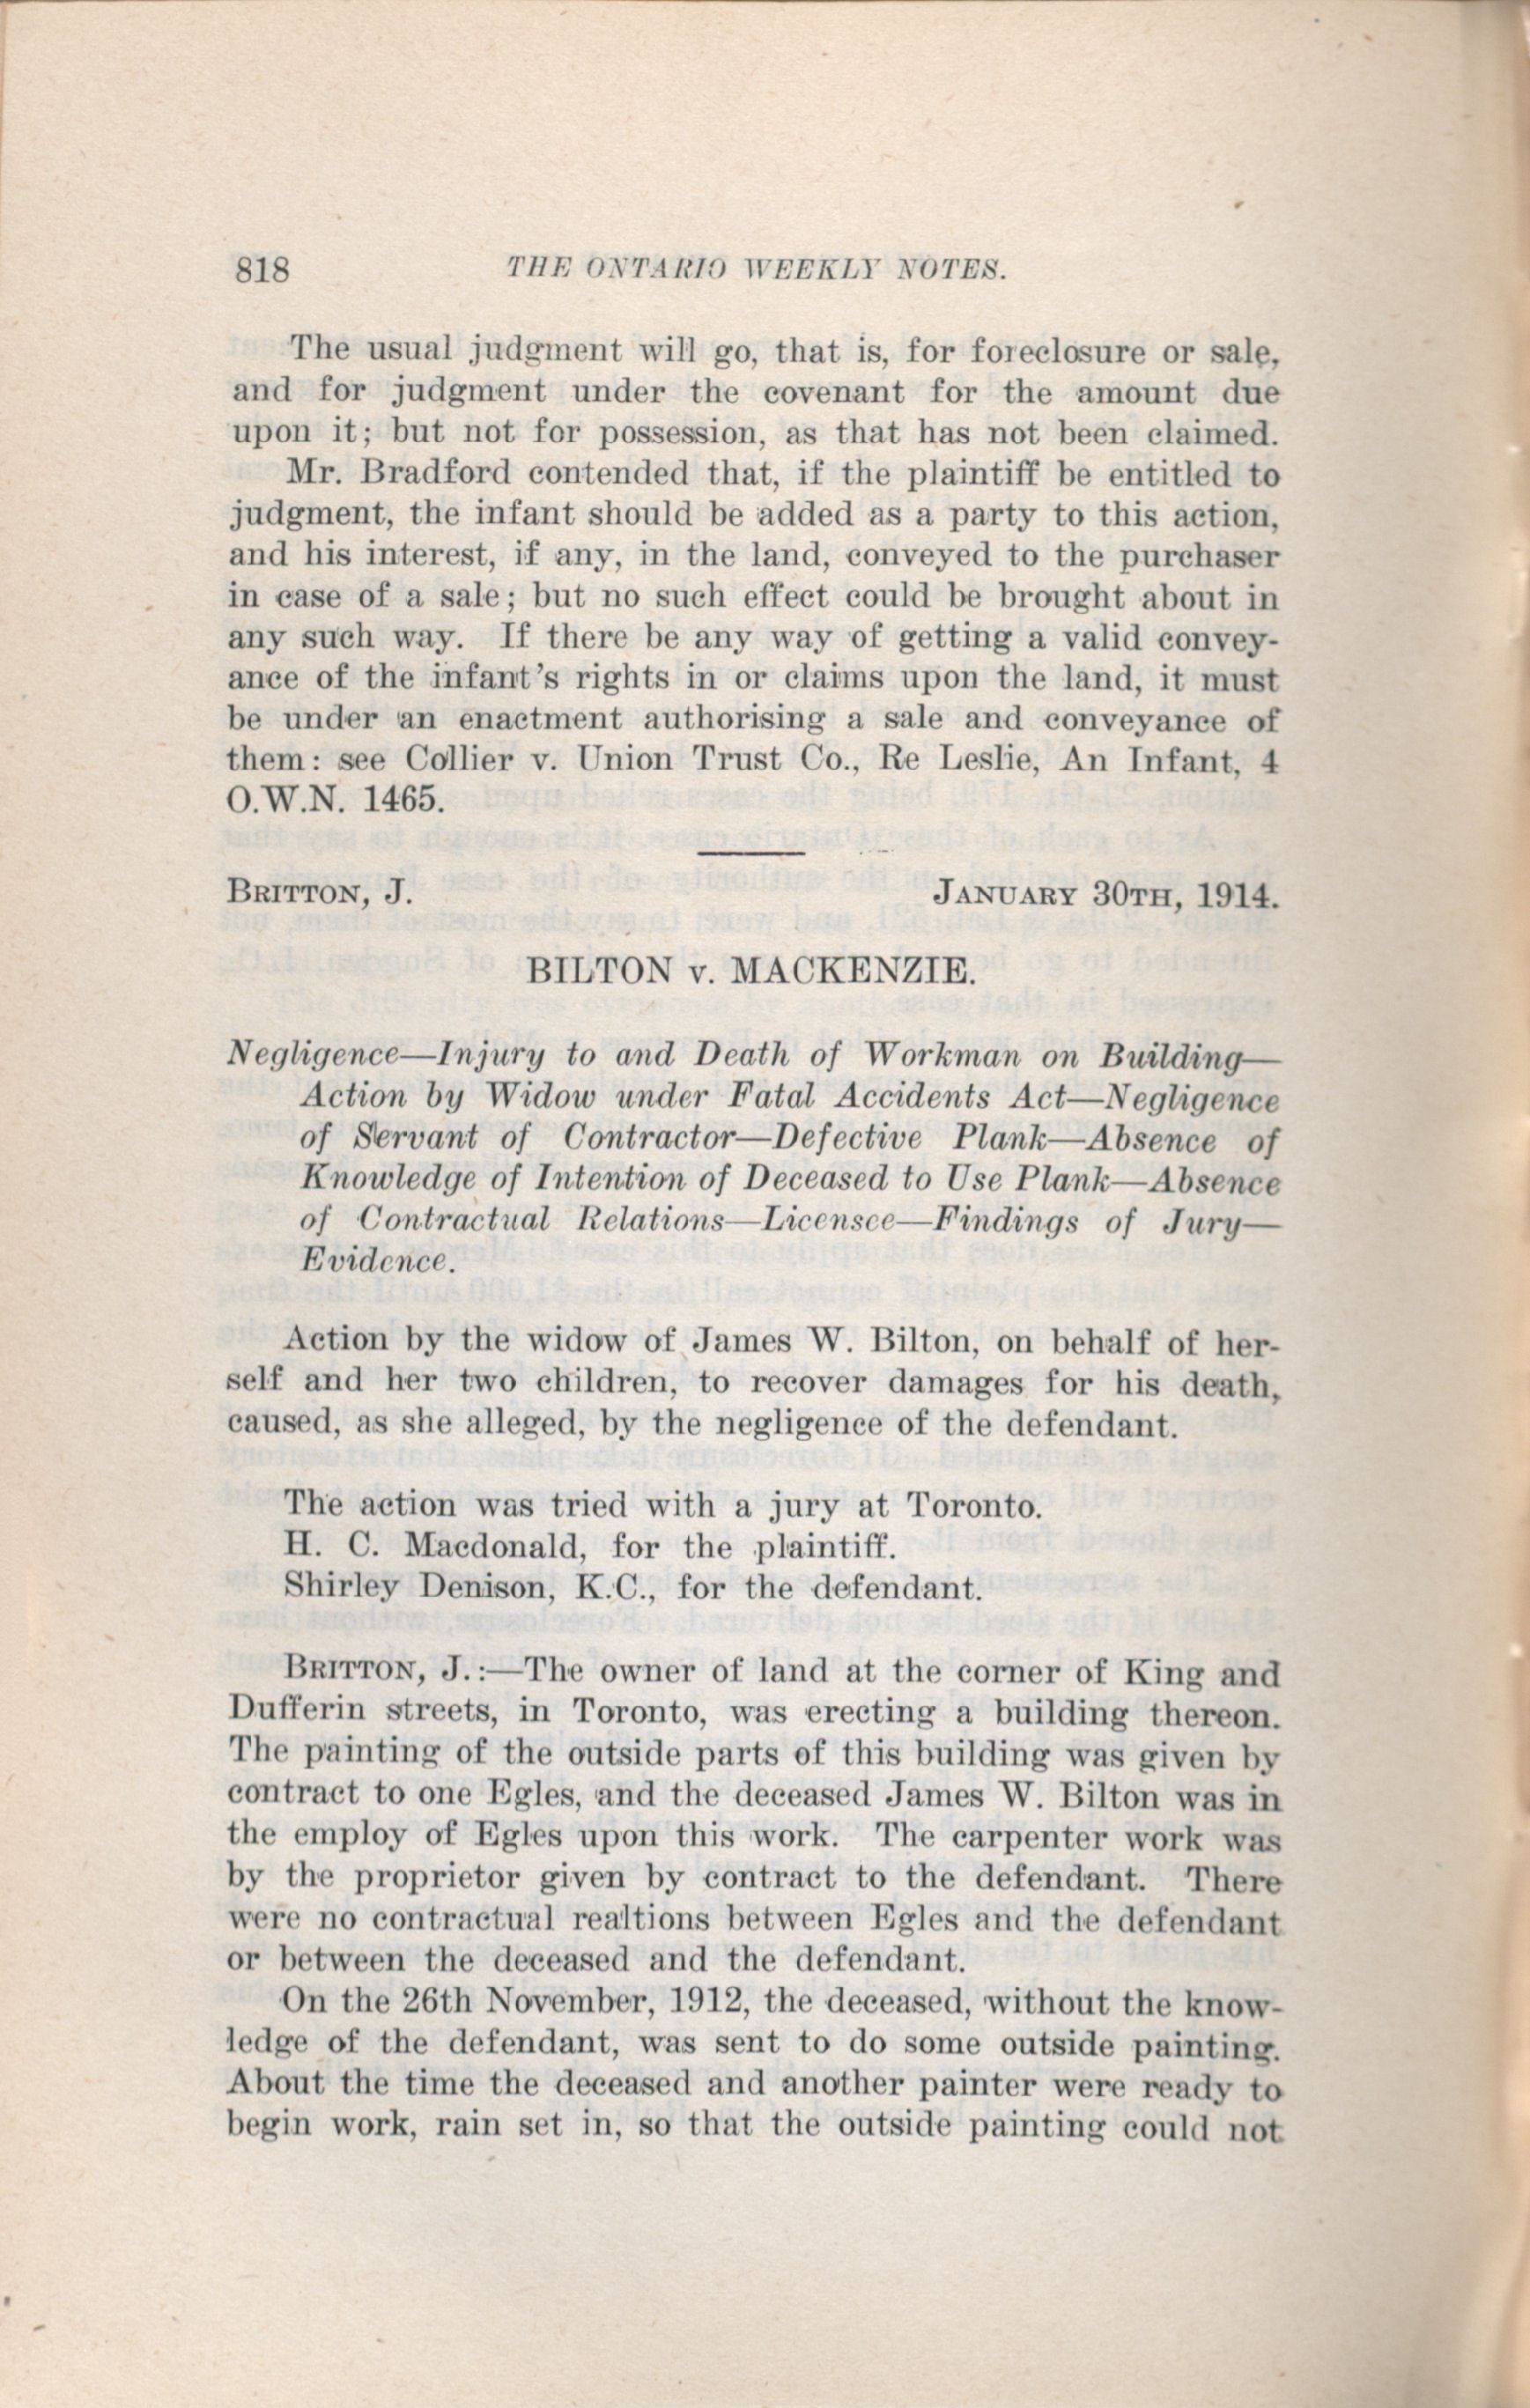 818 THE ONTARIO WEEKLY NOTES.
The usual judgment will go, that is, for foreclosure or sale,
and for judgment under the covenant for the amount due
upon it; but not for possession, as that has not been claimed.
Mr. Bradford contended that, if the plaintiff be entitled to
judgment, the infant should be added as a party to this action,
and his interest, if any, in the land, conveyed to the purchaser
in case of a sale; but no such effect could be brought about in
any such way. If there be any way of getting a valid convey-
ance of the infant's rights in or claims upon the land, it must
be under an enactment authorising a sale and conveyance of
them: see Collier v. Union Trust Co., Re Leslie, An Infant, 4
O.W.N. 1465.
BRITTON, J. JANUARY 30TH, 1914.
BILTON v. MACKENZIE.
Negligence—Injury to and Death of Workman on Building—
Action by Widow under Fatal Accidents Act—Negligence
of Servant of Contractor—Defective Plank—Absence of
Knowledge of Intention of Deceased to Use Plank—Absence
of Contractual Relations—Licensee—Findings of Jury—
Evidence.
Action by the widow of James W. Bilton, on behalf of her-
self and her two children, to recover damages for his death,
caused, as she alleged, by the negligence of the defendant.
The action was tried with a jury at Toronto.
H. C. Macdonald, for the plaintiff.
Shirley Denison, K.C., for the defendant.
BRITTON, J.:—The owner of land at the corner of King and
Dufferin streets, in Toronto, was erecting a building thereon.
The painting of the outside parts of this building was given by
contract to one Egles, and the deceased James W. Bilton was in
the employ of Egles upon this work. The carpenter work was
by the proprietor given by contract to the defendant. There
were no contractual realtions between Egles and the defendant
or between the deceased and the defendant.
On the 26th November, 1912, the deceased, without the know-
ledge of the defendant, was sent to do some outside painting.
About the time the deceased and another painter were ready to
begin work, rain set in, so that the outside painting could not